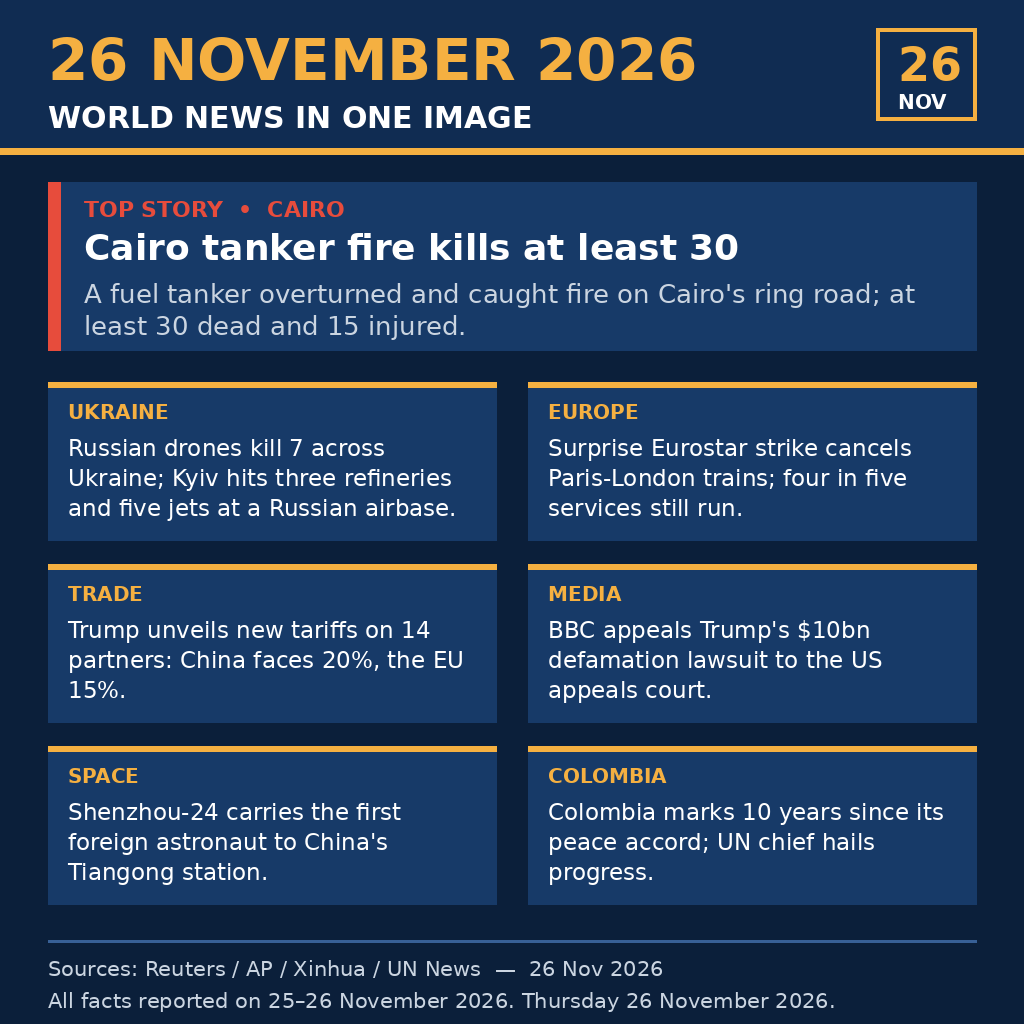 26 NOVEMBER 2026
WORLD NEWS IN ONE IMAGE
26
NOV
TOP STORY • CAIRO
Cairo tanker fire kills at least 30
A fuel tanker overturned and caught fire on Cairo's ring road; at
least 30 dead and 15 injured.
UKRAINE
Russian drones kill 7 across
Ukraine; Kyiv hits three refineries
and five jets at a Russian airbase.
EUROPE
Surprise Eurostar strike cancels
Paris-London trains; four in five
services still run.
TRADE
Trump unveils new tariffs on 14
partners: China faces 20%, the EU
15%.
MEDIA
BBC appeals Trump's $10bn
defamation lawsuit to the US
appeals court.
SPACE
Shenzhou-24 carries the first
foreign astronaut to China's
Tiangong station.
COLOMBIA
Colombia marks 10 years since its
peace accord; UN chief hails
progress.
Sources: Reuters / AP / Xinhua / UN News — 26 Nov 2026
All facts reported on 25–26 November 2026. Thursday 26 November 2026.